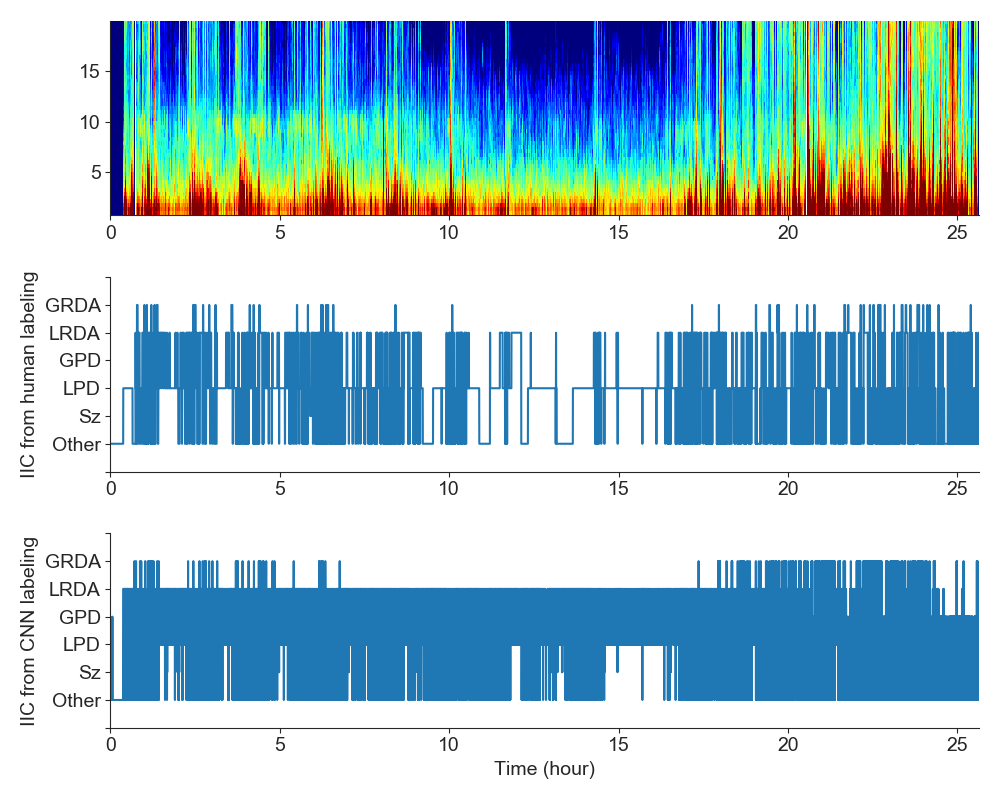 15
10
5
0 5 10 15 20 25
IIC from human labeling
GRDA
LRDA
GPD
LPD
Sz
Other
0 5 10 15 20 25
IIC from CNN labeling
GRDA
LRDA
GPD
LPD
Sz
Other
0 5 10 15 20 25
Time (hour)